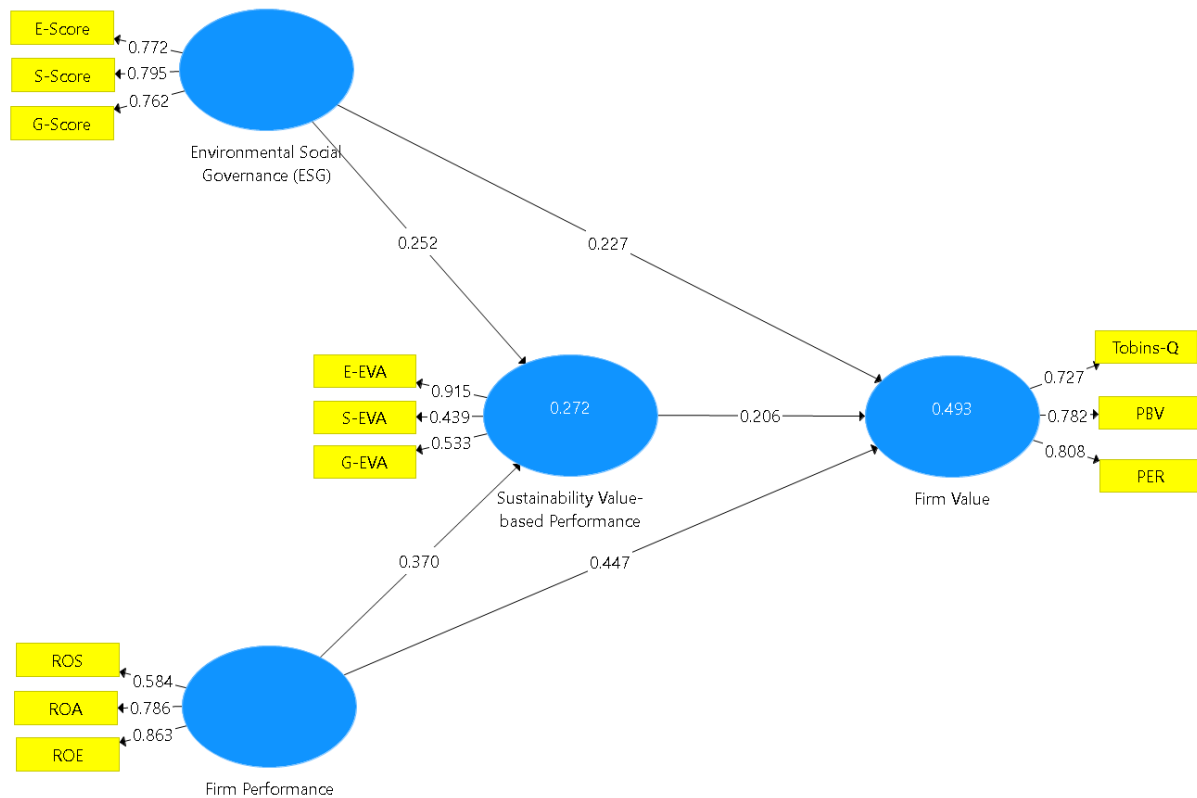 E-Score
0.772
S-Score
0.795
G-Score
0.762
Environmental Social
Governance (ESG)
0.252
0.227
E-EVA
0.915
S-EVA
0.439
G-EVA
0.533
0.272
Sustainability Value-
based Performance
0.206
0.493
Firm Value
Tobins-Q
0.727
PBV
0.782
PER
0.808
0.370
0.447
ROS
0.584
ROA
0.786
ROE
0.863
Firm Performance